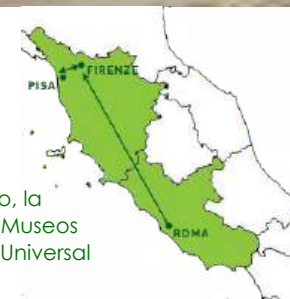 FIRENZE
PISA
o, la
Museos
ROMA
Universal